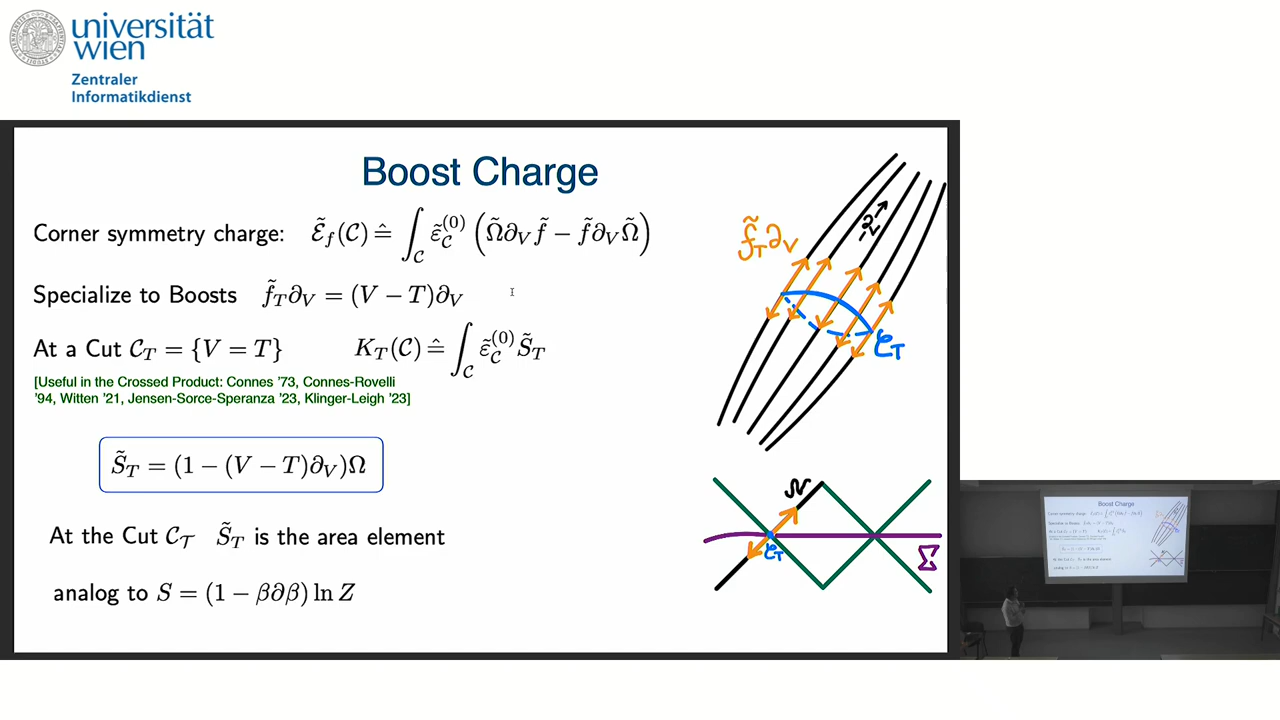 universität
wien
Zentraler
Informatikdienst
Boost Charge
Corner symmetry charge: $\tilde{\mathcal{E}}_f(\mathcal{C}) \hat{=} \int_{\mathcal{C}} \tilde{\varepsilon}_{\mathcal{C}}^{(0)} \left( \tilde{\Omega} \partial_V \tilde{f} - \tilde{f} \partial_V \tilde{\Omega} \right)$
Specialize to Boosts $\tilde{f}_T \partial_V = (V - T) \partial_V$
At a Cut $\mathcal{C}_T = \{V = T\}$ $K_T(\mathcal{C}) \hat{=} \int_{\mathcal{C}} \tilde{\varepsilon}_{\mathcal{C}}^{(0)} \tilde{S}_T$
[Useful in the Crossed Product: Connes '73, Connes-Rovelli
'94, Witten '21, Jensen-Sorce-Speranza '23, Klinger-Leigh '23]
$\tilde{S}_T = (1 - (V - T) \partial_V) \Omega$
At the Cut $\mathcal{C}_{\mathcal{T}}$ $\tilde{S}_T$ is the area element
analog to $S = (1 - \beta \partial \beta) \ln Z$
$\tilde{f}_T \partial_V$
$\mathcal{C}_T$
$\mathcal{N}$
$\mathcal{C}_T$
$\Sigma$
Boost Charge